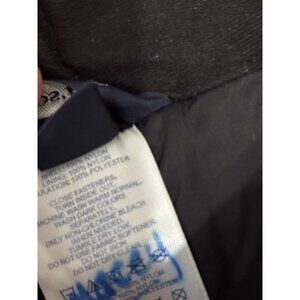 SHELL: 100% NYLON
LINING: 100% NYLON
ULATION: 100% POLYESTER
CLOSE FASTENERS.
TURN INSIDE OUT.
MACHINE WASH WARM NORMAL.
WASH DARK COLORS
SEPARATELY.
ONLY NON-CHLORINE BLEACH
WHEN NEEDED.
TUMBLE DRY LOW.
DO NOT USE FABRIC SOFTENER.
DO NOT IRON
DO NOT DRY CLEAN.